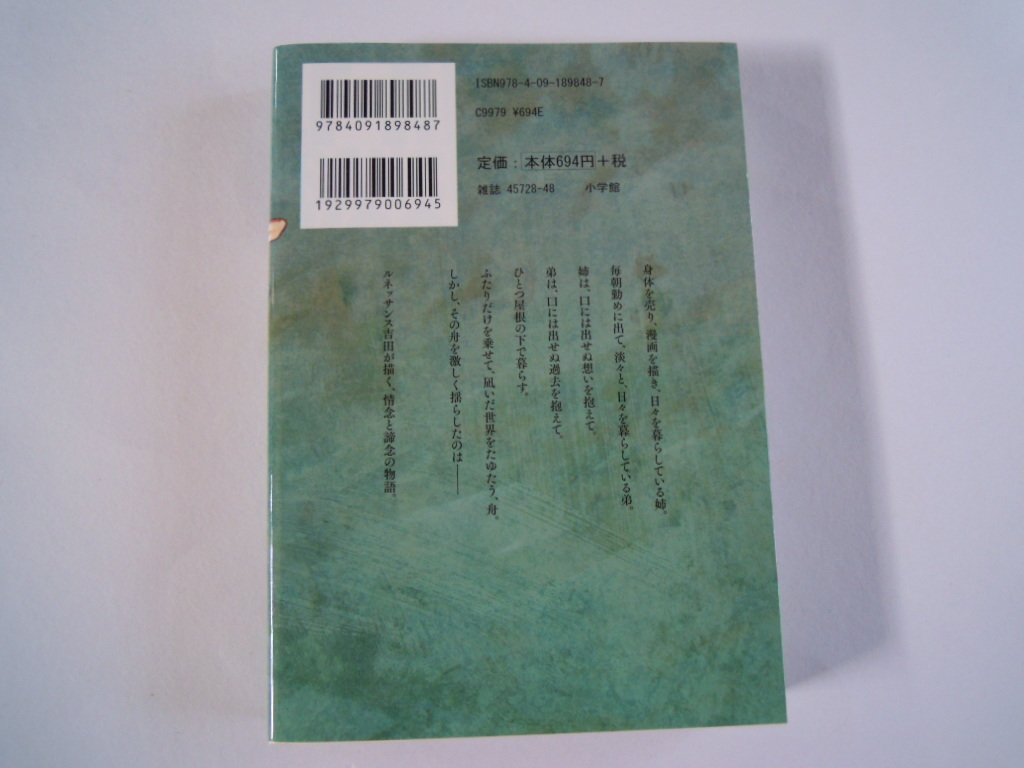 9784091898487
1929979006945
ISBN978-4-09-189848-7
C9979 ¥694E
定価：本体694円＋税
雑誌 45728-48 小学館
身体を売り、漫画を描き、日々を暮らしている姉。
毎朝勤めに出て、淡々と、日々を暮らしている弟。
姉は、口には出せぬ想いを抱えて、
弟は、口には出せぬ過去を抱えて、
ひとつ屋根の下で暮らす。
ふたりだけを乗せて、凪いだ世界をたゆたう、舟。
しかし、その舟を激しく揺らしたのは――
ルネッサンス吉田が描く、情念と諦念の物語。